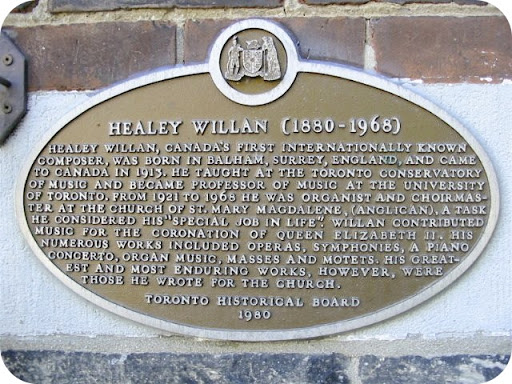 HEALEY WILLAN (1880-1968)
HEALEY WILLAN, CANADA'S FIRST INTERNATIONALLY KNOWN
COMPOSER, WAS BORN IN BALHAM, SURREY, ENGLAND, AND CAME
TO CANADA IN 1913. HE TAUGHT AT THE TORONTO CONSERVATORY
OF MUSIC AND BECAME PROFESSOR OF MUSIC AT THE UNIVERSITY
OF TORONTO. FROM 1921 TO 1968 HE WAS ORGANIST AND CHOIRMAS-
TER AT THE CHURCH OF ST. MARY MAGDALENE, (ANGLICAN), A TASK
HE CONSIDERED HIS "SPECIAL JOB IN LIFE". WILLAN CONTRIBUTED
MUSIC FOR THE CORONATION OF QUEEN ELIZABETH II. HIS
NUMEROUS WORKS INCLUDED OPERAS, SYMPHONIES, A PIANO
CONCERTO, ORGAN MUSIC, MASSES AND MOTETS. HIS GREAT-
EST AND MOST ENDURING WORKS, HOWEVER, WERE
THOSE HE WROTE FOR THE CHURCH.
TORONTO HISTORICAL BOARD
1980